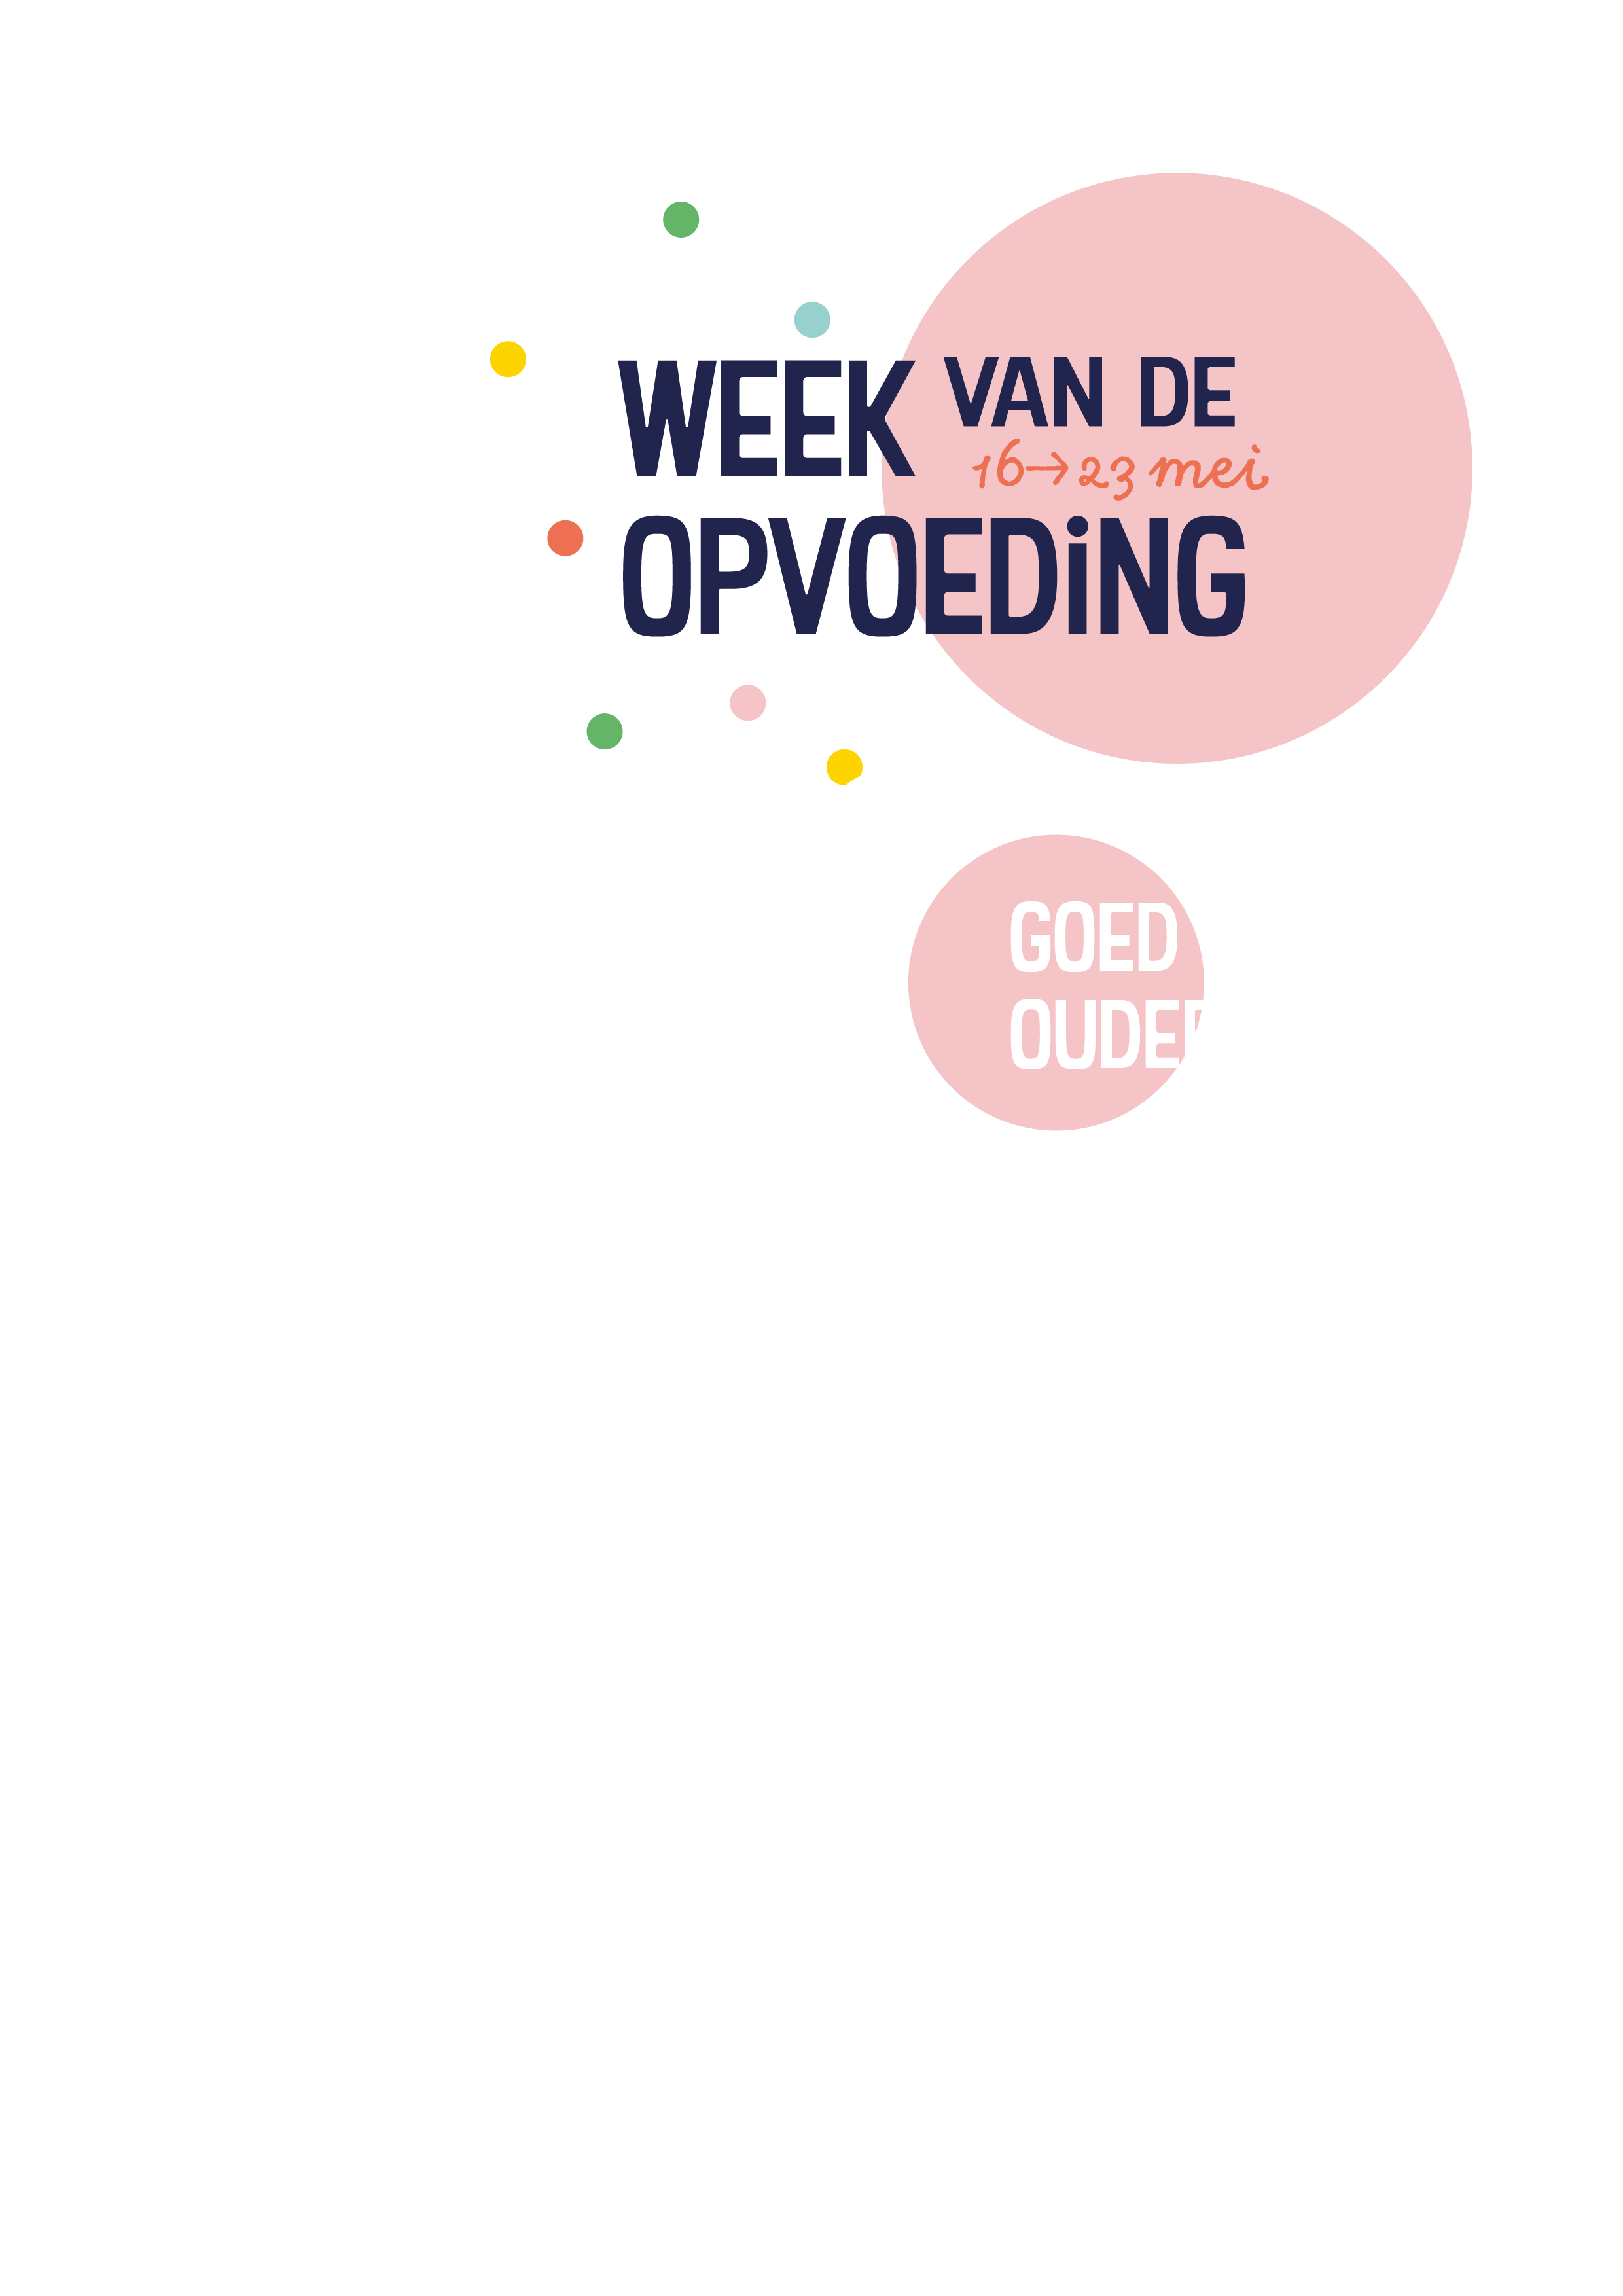 WEEK VAN DE
16→23 mei
OPVOEDiNG
GOED